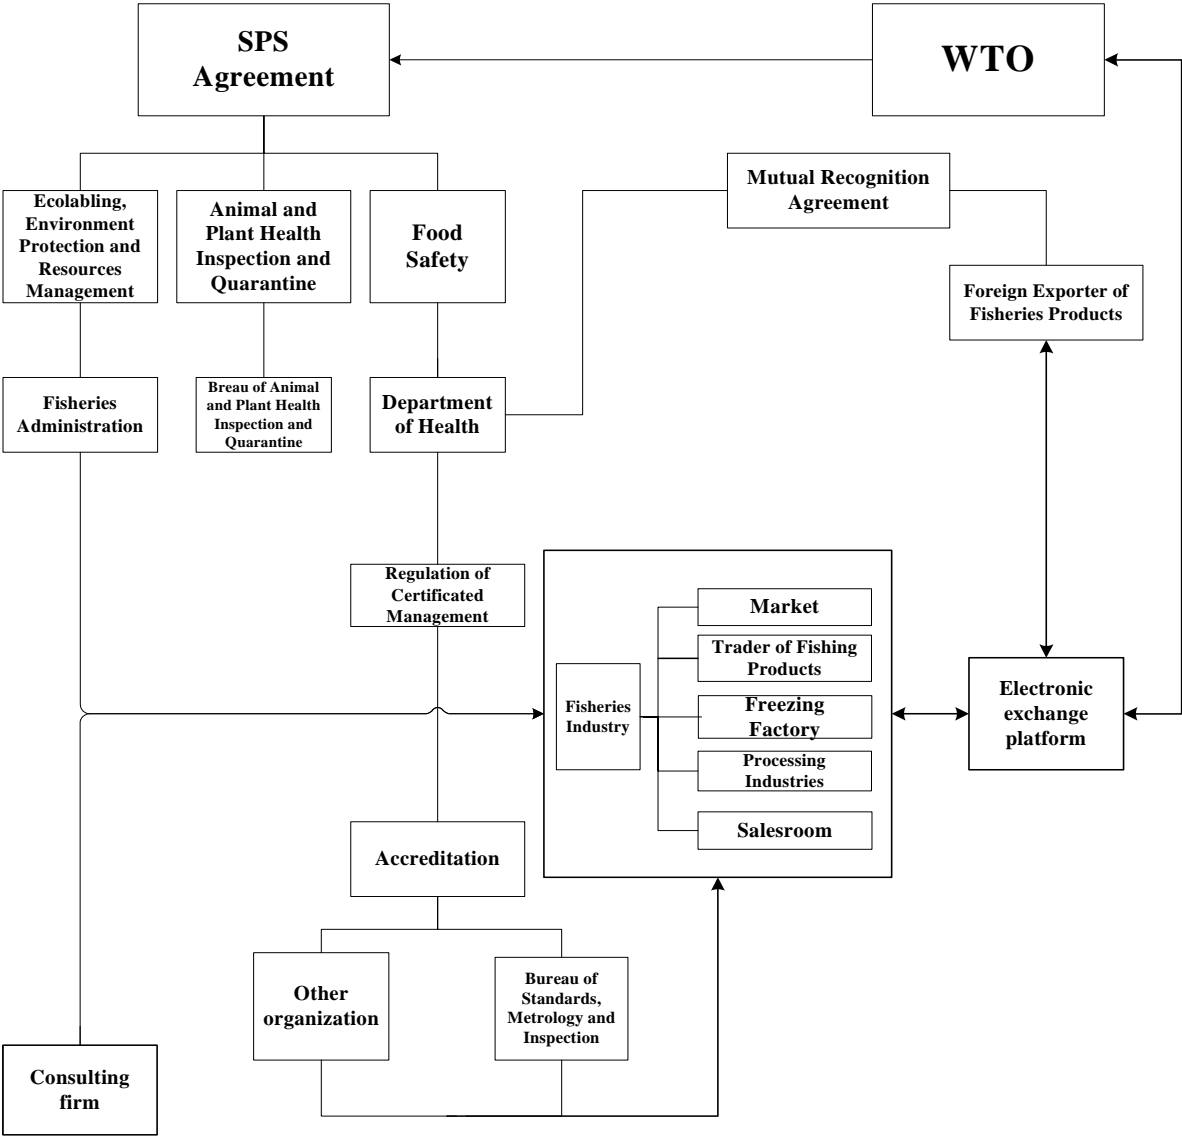 SPS
Agreement
WTO
Mutual Recognition
Agreement
Ecolabling,
Environment
Protection and
Resources
Management
Animal and
Plant Health
Inspection and
Quarantine
Food
Safety
Foreign Exporter of
Fisheries Products
Fisheries
Administration
Breau of Animal
and Plant Health
Inspection and
Quarantine
Department
of Health
Regulation of
Certificated
Management
Market
Trader of Fishing
Products
Fisheries
Industry
Freezing
Factory
Processing
Industries
Salesroom
Electronic
exchange
platform
Accreditation
Other
organization
Bureau of
Standards,
Metrology and
Inspection
Consulting
firm